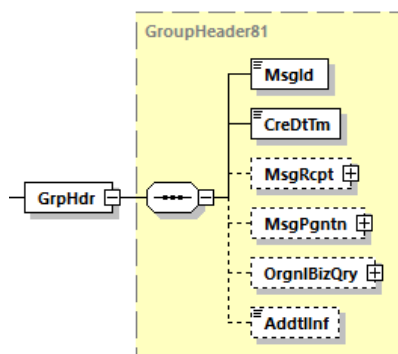 GroupHeader81
MsgId
CreDtTm
MsgRcpt
MsgPgntn
OrgnlBizQry
AddtlInf
GrpHdr